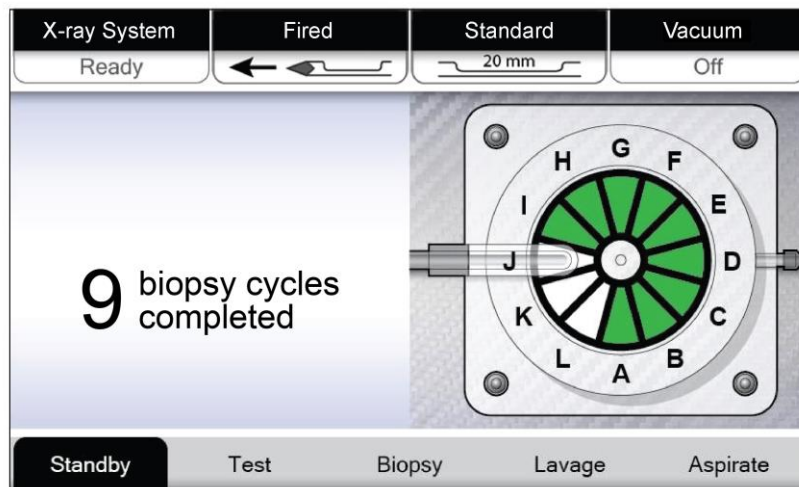 X-ray System Fired Standard Vacuum
Ready 20 mm Off
G
H F
I E
J D
9 biopsy cycles
completed
K C
L B
A
Standby Test Biopsy Lavage Aspirate